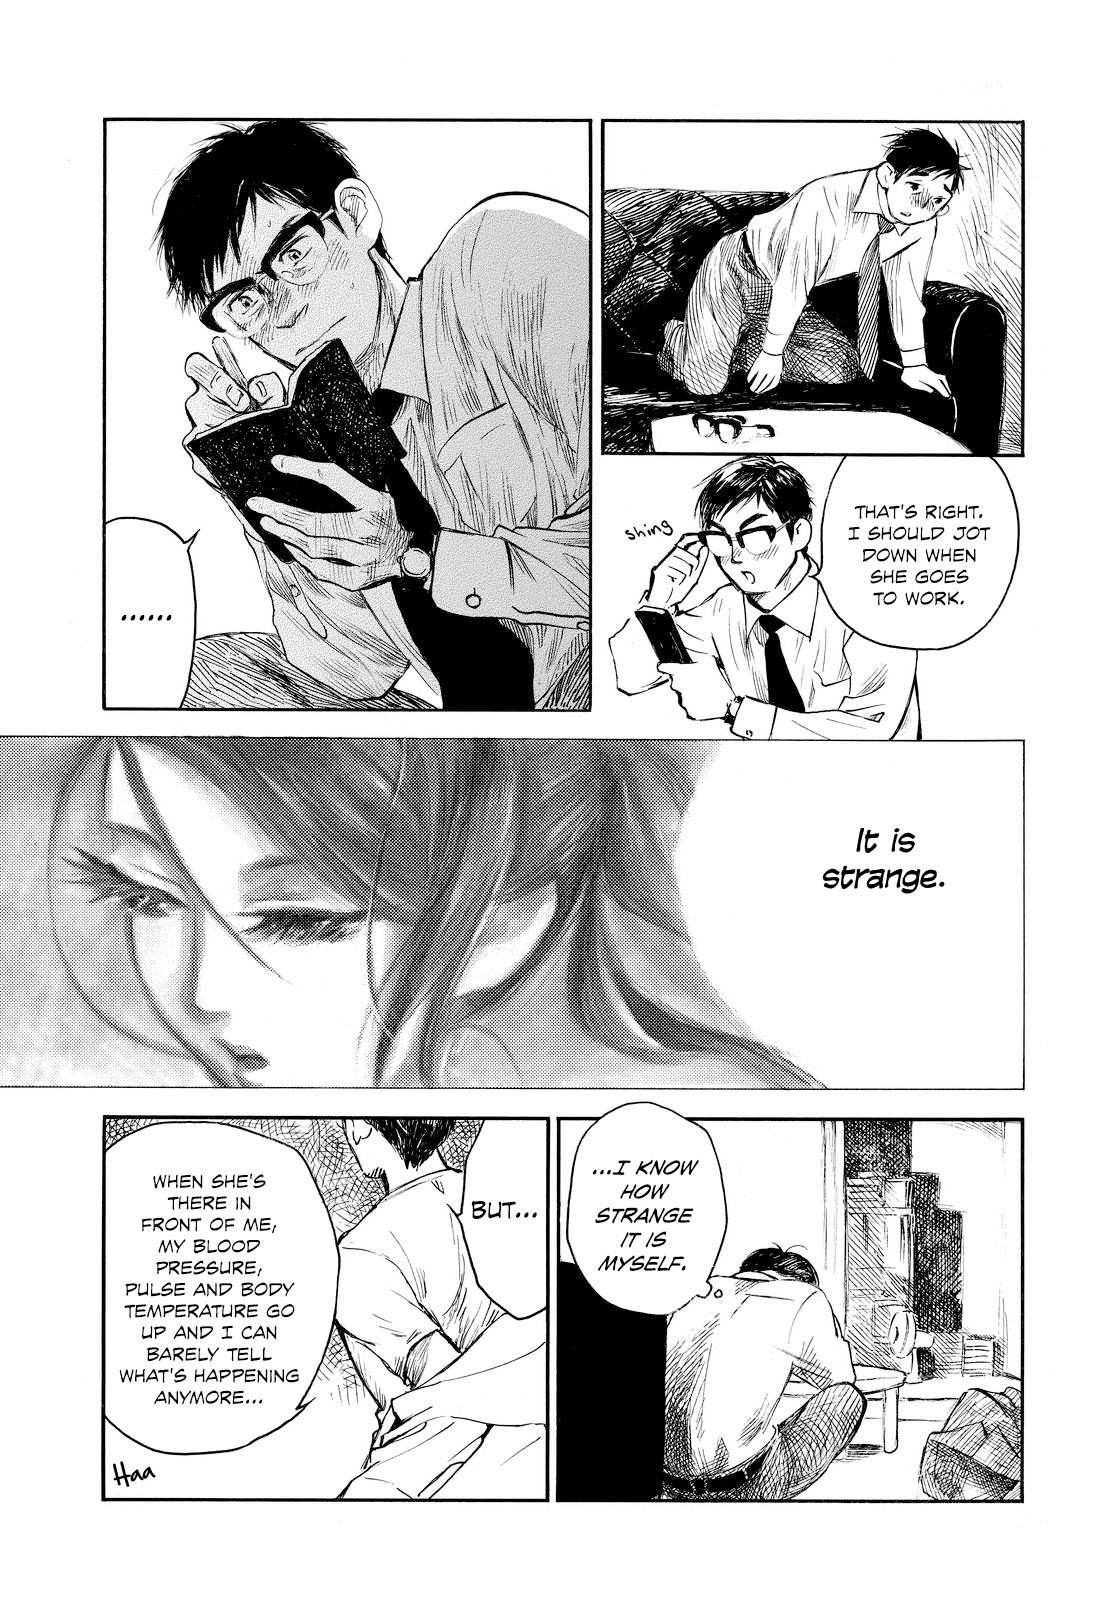 shing
THAT'S RIGHT.
I SHOULD JOT
DOWN WHEN
SHE GOES
TO WORK.
......
It is
strange.
...I KNOW
HOW
STRANGE
IT IS
MYSELF.
BUT...
WHEN SHE'S
THERE IN
FRONT OF ME,
MY BLOOD
PRESSURE,
PULSE AND BODY
TEMPERATURE GO
UP AND I CAN
BARELY TELL
WHAT'S HAPPENING
ANYMORE...
Haa